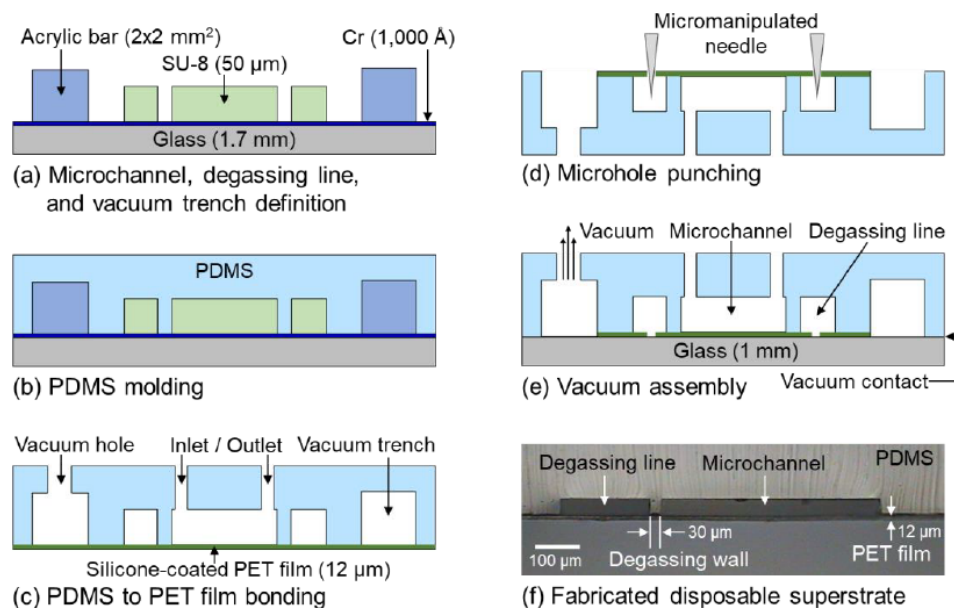 Acrylic bar (2x2 mm²)
Cr (1,000 Å)
SU-8 (50 µm)
Glass (1.7 mm)
(a) Microchannel, degassing line,
and vacuum trench definition
PDMS
(b) PDMS molding
Vacuum hole
Inlet / Outlet
Vacuum trench
Silicone-coated PET film (12 µm)
(c) PDMS to PET film bonding
Micromanipulated
needle
(d) Microhole punching
Vacuum
Microchannel
Degassing line
Glass (1 mm)
(e) Vacuum assembly
Vacuum contact
Degassing line
Microchannel
PDMS
30 µm
12 µm
100 µm
Degassing wall
PET film
(f) Fabricated disposable superstrate